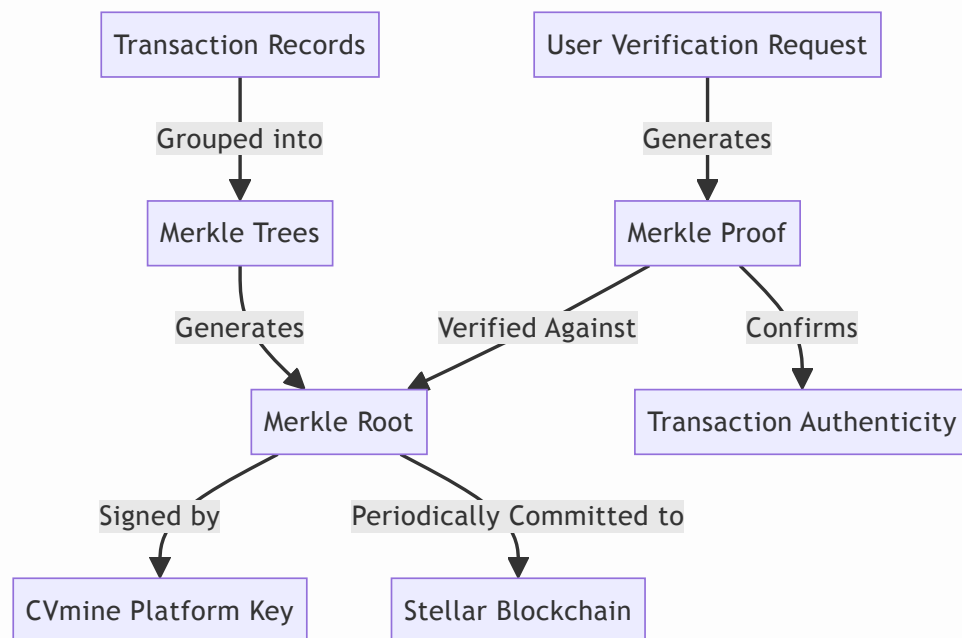 Transaction Records
User Verification Request
Grouped into
Generates
Merkle Trees
Merkle Proof
Generates
Verified Against
Confirms
Merkle Root
Transaction Authenticity
Signed by
Periodically Committed to
CVmine Platform Key
Stellar Blockchain